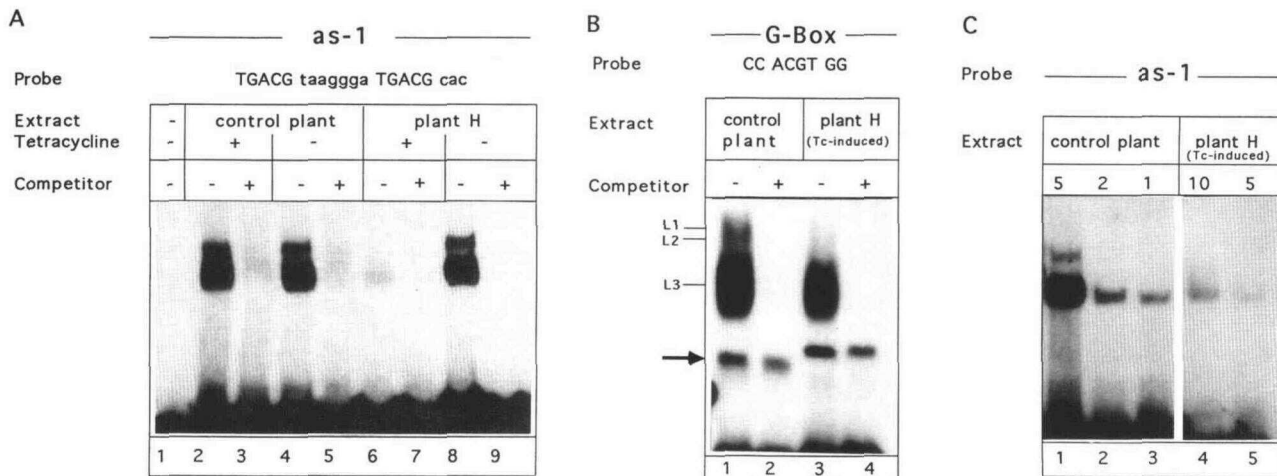 A
as-1
Probe TGACG taaggga TGACG cac
Extract - control plant plant H
Tetracycline - + - + -
Competitor - - + - + - + - +
1 2 3 4 5 6 7 8 9
B
G-Box
Probe CC ACGT GG
Extract control plant plant H (Tc-induced)
Competitor - + - +
L1
L2
L3
1 2 3 4
C
Probe as-1
Extract control plant plant H (Tc-induced)
5 2 1 10 5
1 2 3 4 5